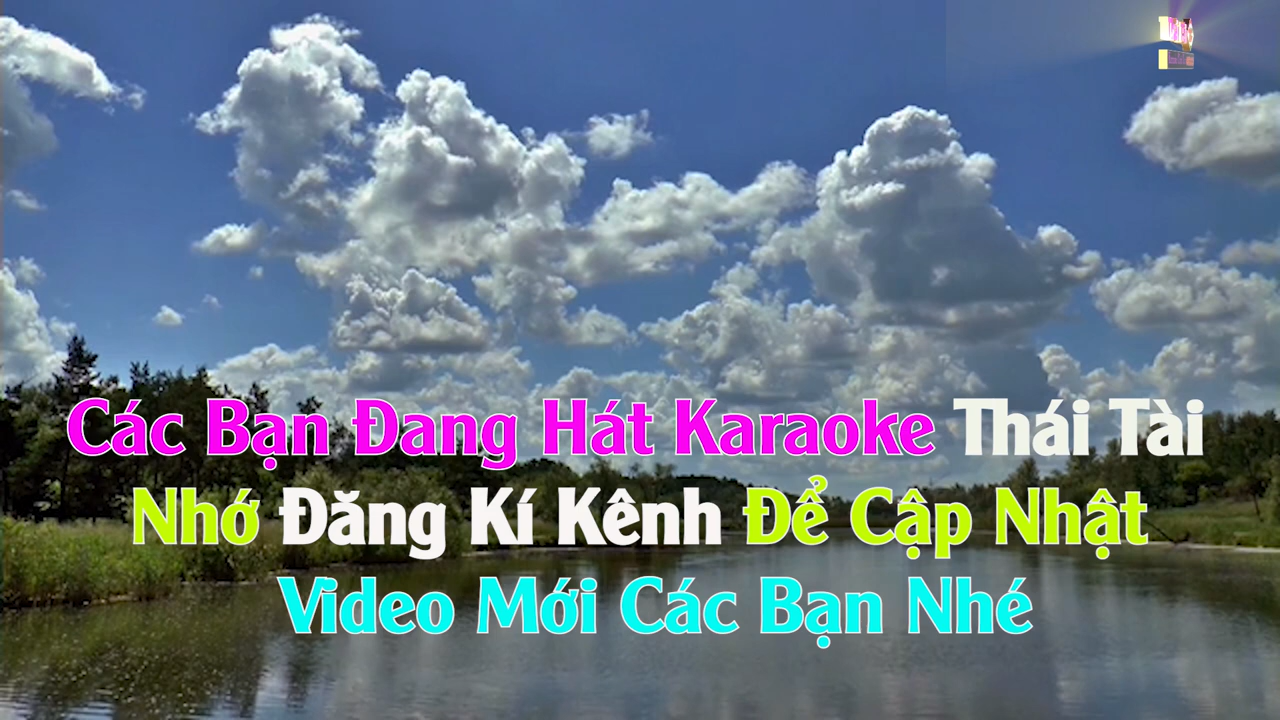 Các Bạn Đang Hát Karaoke Thái Tài
Nhớ Đăng Kí Kênh Để Cập Nhật
Video Mới Các Bạn Nhé